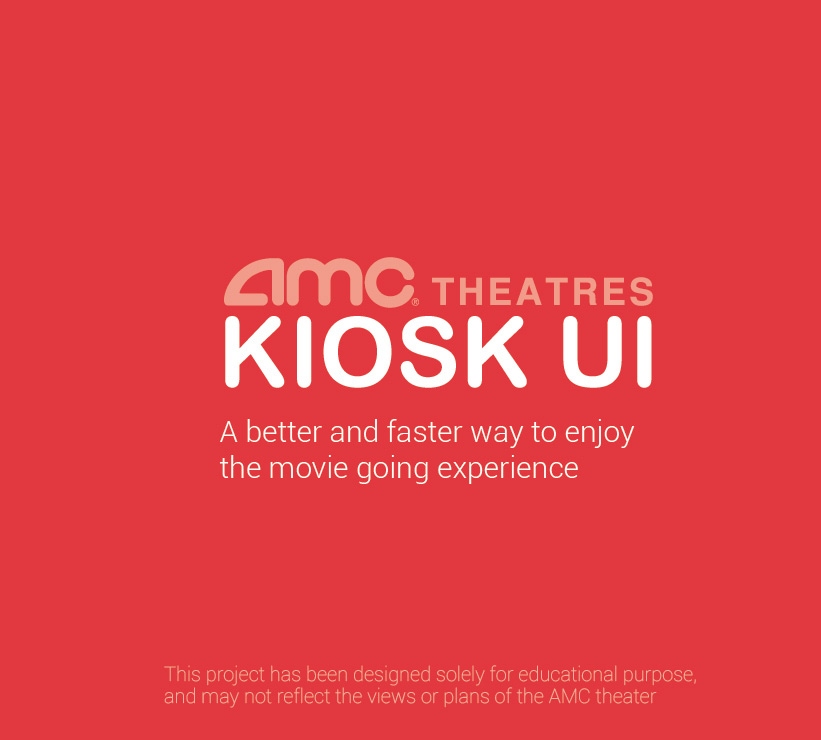 amc® THEATRES
KIOSK UI
A better and faster way to enjoy
the movie going experience
This project has been designed solely for educational purpose,
and may not reflect the views or plans of the AMC theater